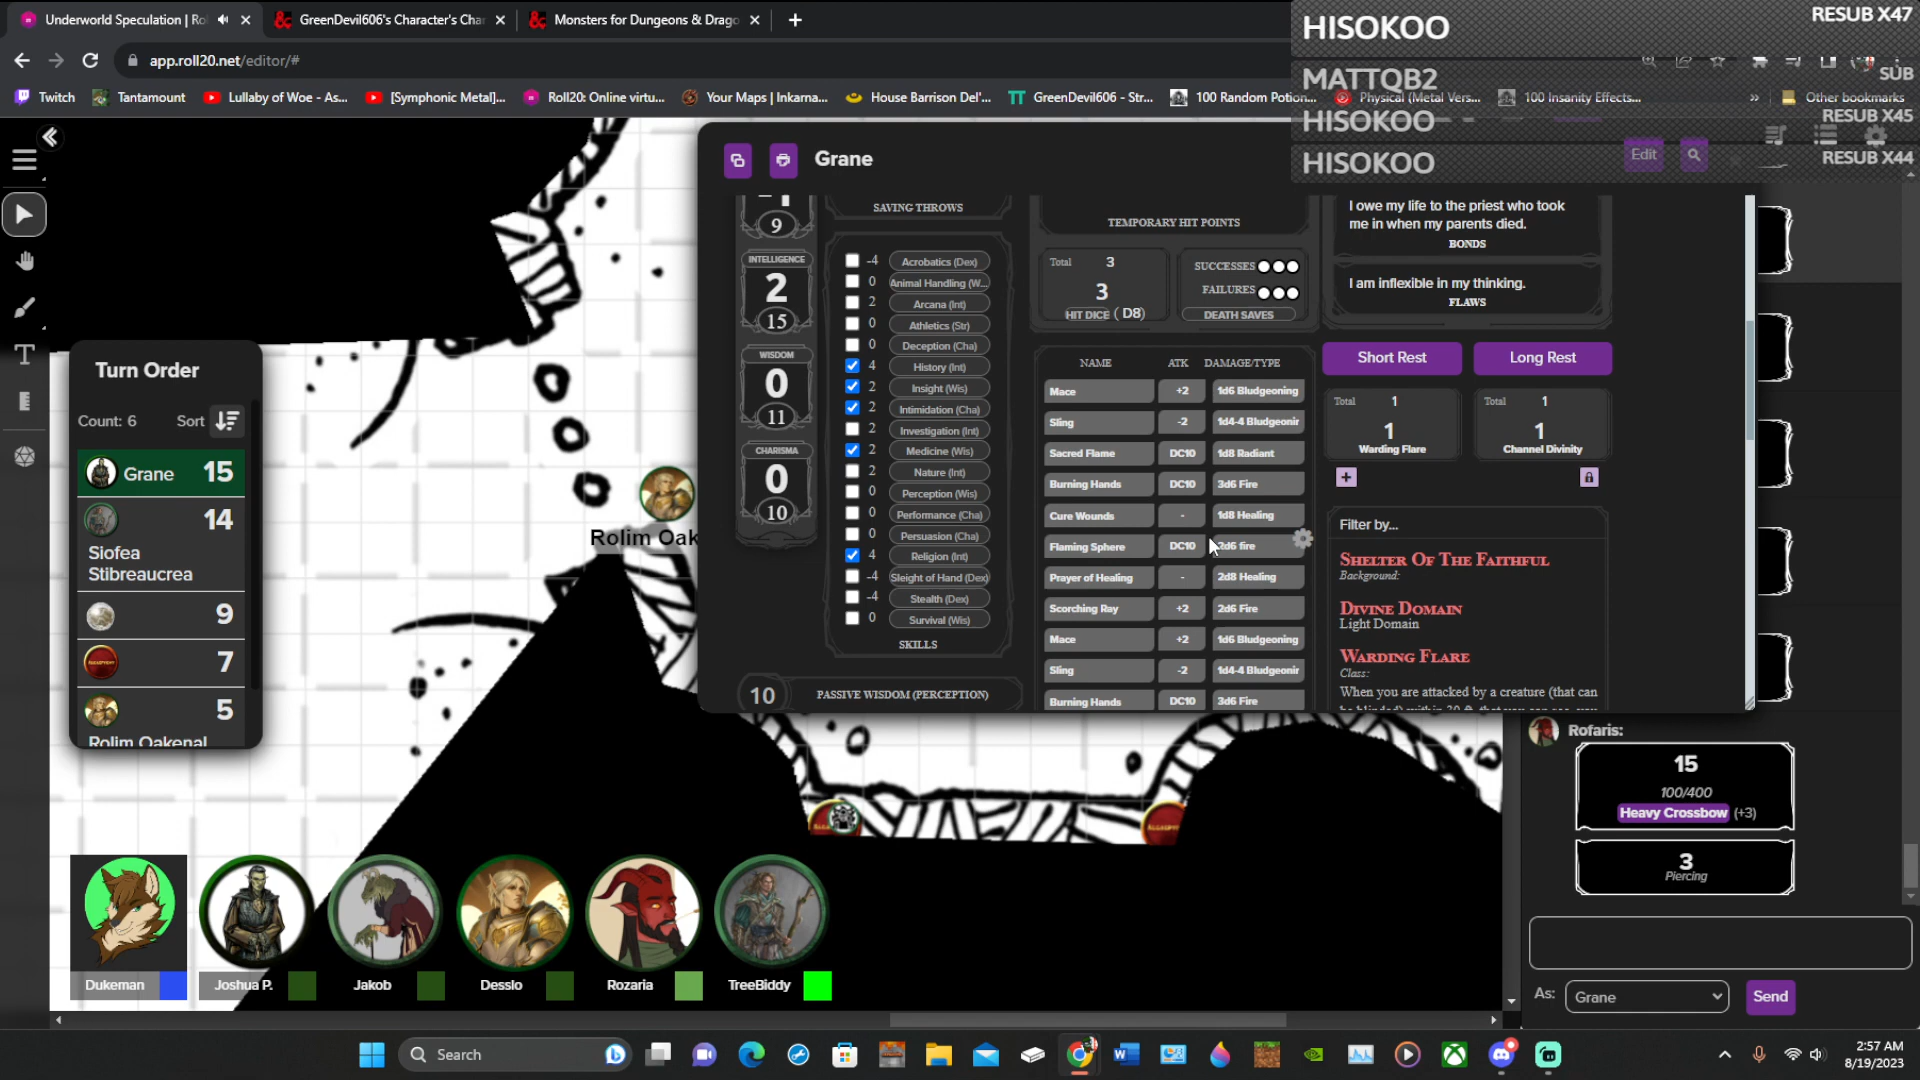 Underworld Speculation | Ro
GreenDevil606's Character's Char
Monsters for Dungeons & Drago
app.roll20.net/editor/#
Twitch
Tantamount
Lullaby of Woe - As...
[Symphonic Metal]...
Roll20: Online virtu...
Your Maps | Inkarna...
House Barrison Del'...
GreenDevil606 - Str...
100 Random Potion...
Physical (Metal Vers...
100 Insanity Effects...
Other bookmarks
HISOKOO
RESUB X47
MATTQB2
SUB
HISOKOO
RESUB X45
HISOKOO
RESUB X44
Grane
Edit
Turn Order
Count: 6
Sort
Grane 15
14
Siofea
Stibreaucrea
9
7
5
Rolim Oakenal
Rolim Oak
9
INTELLIGENCE
2
15
WISDOM
0
11
CHARISMA
0
10
SAVING THROWS
-4 Acrobatics (Dex)
0 Animal Handling (W...
2 Arcana (Int)
0 Athletics (Str)
0 Deception (Cha)
4 History (Int)
2 Insight (Wis)
2 Intimidation (Cha)
2 Investigation (Int)
2 Medicine (Wis)
2 Nature (Int)
0 Perception (Wis)
0 Performance (Cha)
0 Persuasion (Cha)
4 Religion (Int)
-4 Sleight of Hand (Dex)
-4 Stealth (Dex)
0 Survival (Wis)
SKILLS
10 PASSIVE WISDOM (PERCEPTION)
TEMPORARY HIT POINTS
Total 3
3
HIT DICE ( D8)
SUCCESSES
FAILURES
DEATH SAVES
NAME ATK DAMAGE/TYPE
Mace +2 1d6 Bludgeoning
Sling -2 1d4-4 Bludgeonir
Sacred Flame DC10 1d8 Radiant
Burning Hands DC10 3d6 Fire
Cure Wounds - 1d8 Healing
Flaming Sphere DC10 2d6 fire
Prayer of Healing - 2d8 Healing
Scorching Ray +2 2d6 Fire
Mace +2 1d6 Bludgeoning
Sling -2 1d4-4 Bludgeonir
Burning Hands DC10 3d6 Fire
I owe my life to the priest who took
me in when my parents died.
BONDS
I am inflexible in my thinking.
FLAWS
Short Rest
Long Rest
Total 1
1
Warding Flare
Total 1
1
Channel Divinity
Filter by...
SHELTER OF THE FAITHFUL
Background:
DIVINE DOMAIN
Light Domain
WARDING FLARE
Class:
When you are attacked by a creature (that can
Rofaris:
15
100/400
Heavy Crossbow (+3)
3
Piercing
As: Grane
Send
Dukeman
Joshua P.
Jakob
Desslo
Rozaria
TreeBiddy
Search
2:57 AM
8/19/2023